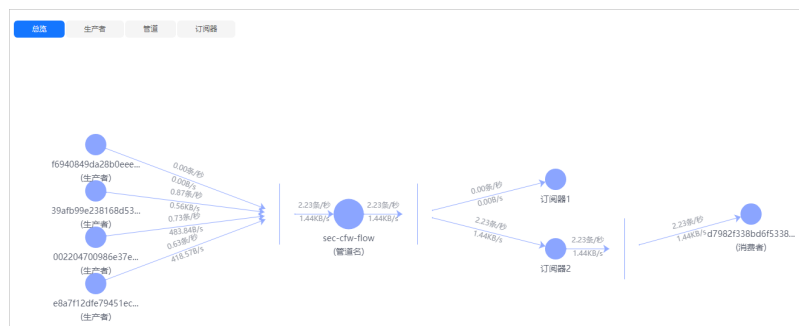 总览
生产者
管道
订阅器
f6940849da28b0eee...
(生产者)
39afb99e238168d53...
(生产者)
002204700986e37e...
(生产者)
e8a7f12dfe79451ec...
(生产者)
0.00条/秒
0.00B/s
0.87条/秒
0.56KB/s
0.73条/秒
483.84B/s
0.63条/秒
418.57B/s
2.23条/秒
1.44KB/s
sec-cfw-flow
(管道名)
2.23条/秒
1.44KB/s
0.00条/秒
0.00B/s
订阅器1
2.23条/秒
1.44KB/s
订阅器2
2.23条/秒
1.44KB/s
2.23条/秒
1.44KB/s
d7982f338bd6f5338...
(消费者)